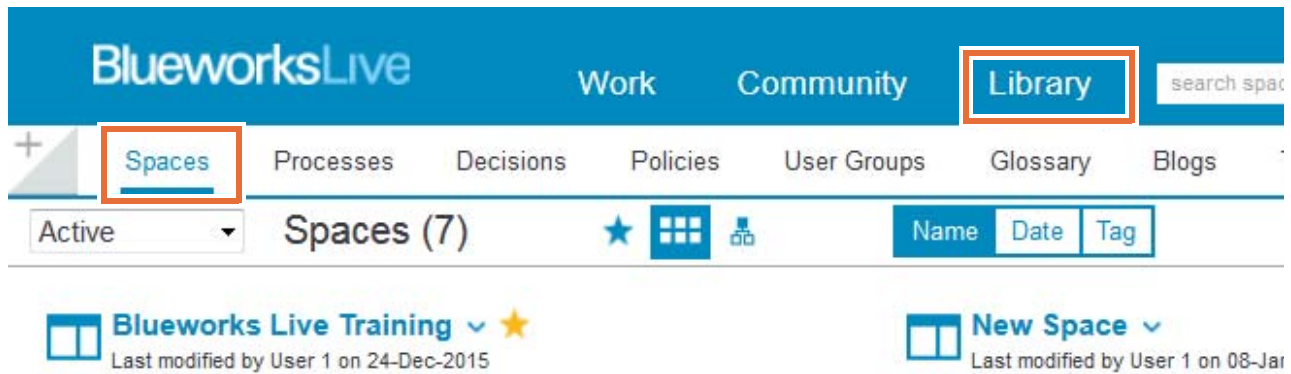 BlueworksLive Work Community Library search spac
Spaces Processes Decisions Policies User Groups Glossary Blogs
Active Spaces (7) Name Date Tag
Blueworks Live Training New Space
Last modified by User 1 on 24-Dec-2015 Last modified by User 1 on 08-Jan